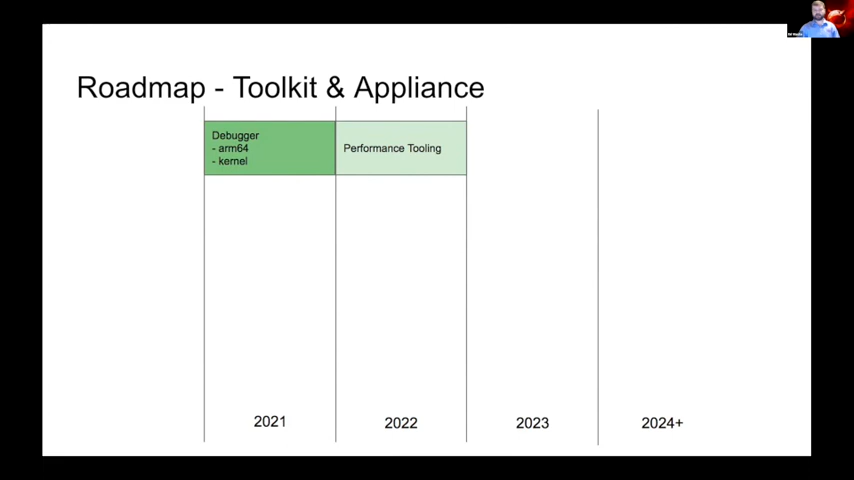 Roadmap - Toolkit & Appliance
Debugger
- arm64
- kernel
Performance Tooling
2021
2022
2023
2024+